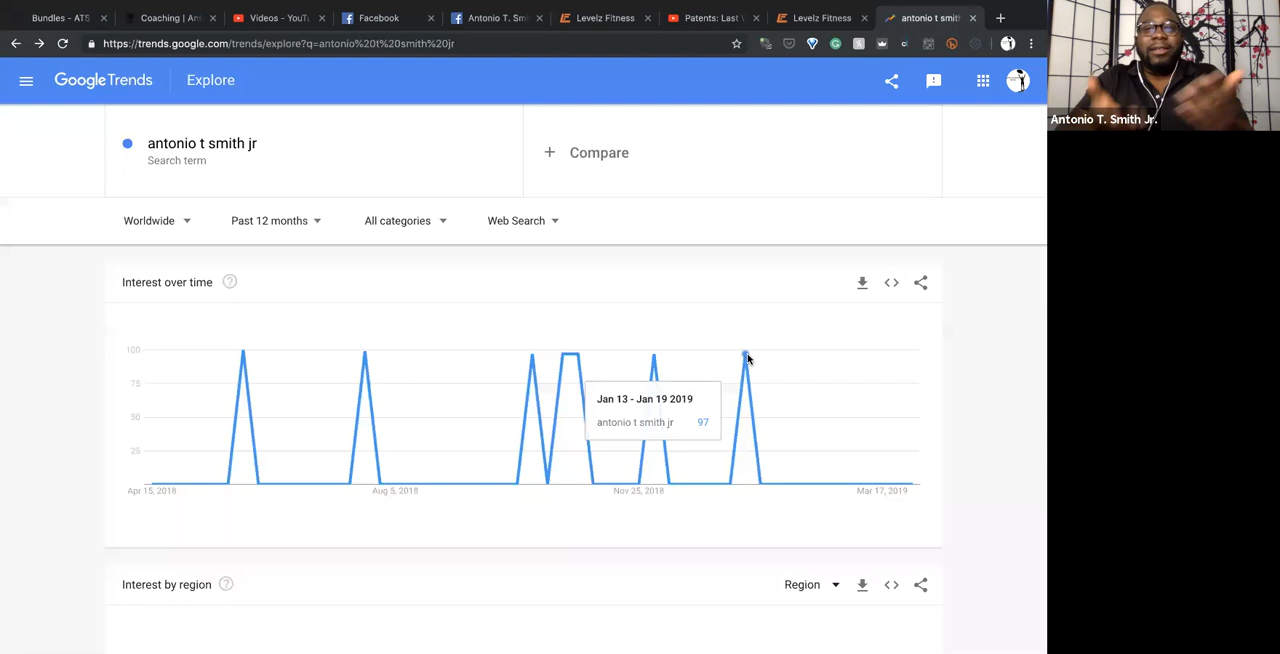 Bundles - ATS
Coaching | Ant
Videos - YouTu
Facebook
Antonio T. Smi
Levelz Fitness
Patents: Last \
Levelz Fitness
antonio t smith
https://trends.google.com/trends/explore?q=antonio%20t%20smith%20jr
Google Trends
Explore
antonio t smith jr
Search term
+ Compare
Worldwide
Past 12 months
All categories
Web Search
Interest over time
100
75
50
25
Jan 13 - Jan 19 2019
antonio t smith jr 97
Apr 15, 2018
Aug 5, 2018
Nov 25, 2018
Mar 17, 2019
Interest by region
Region
Antonio T. Smith Jr.